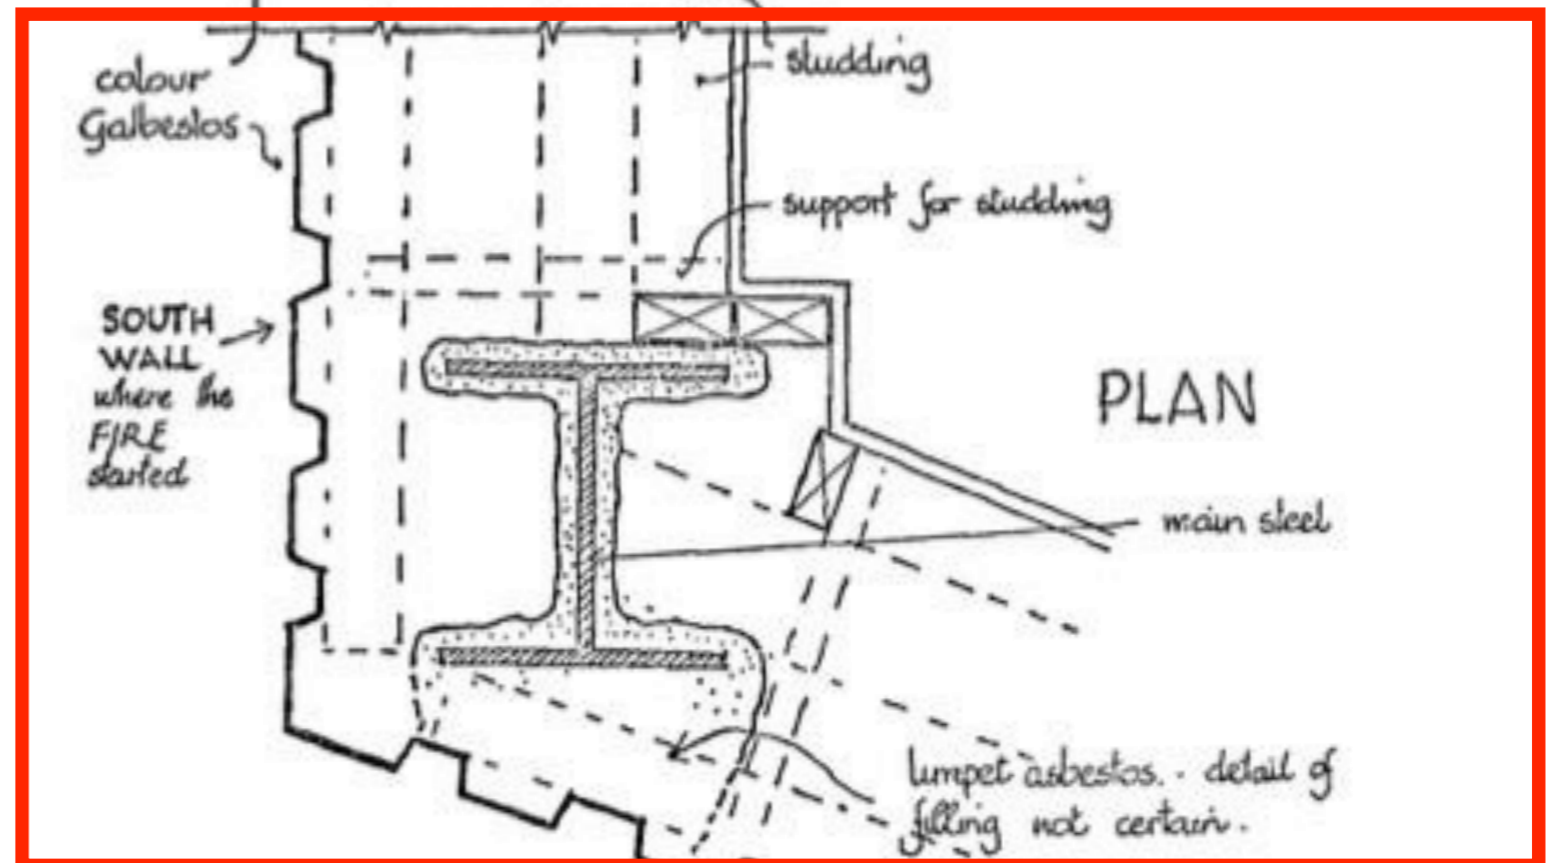 colour
Galbestos
studding
support for studding
SOUTH
WALL
where the
FIRE
started
PLAN
main steel
limpet asbestos. - detail of
filling not certain.